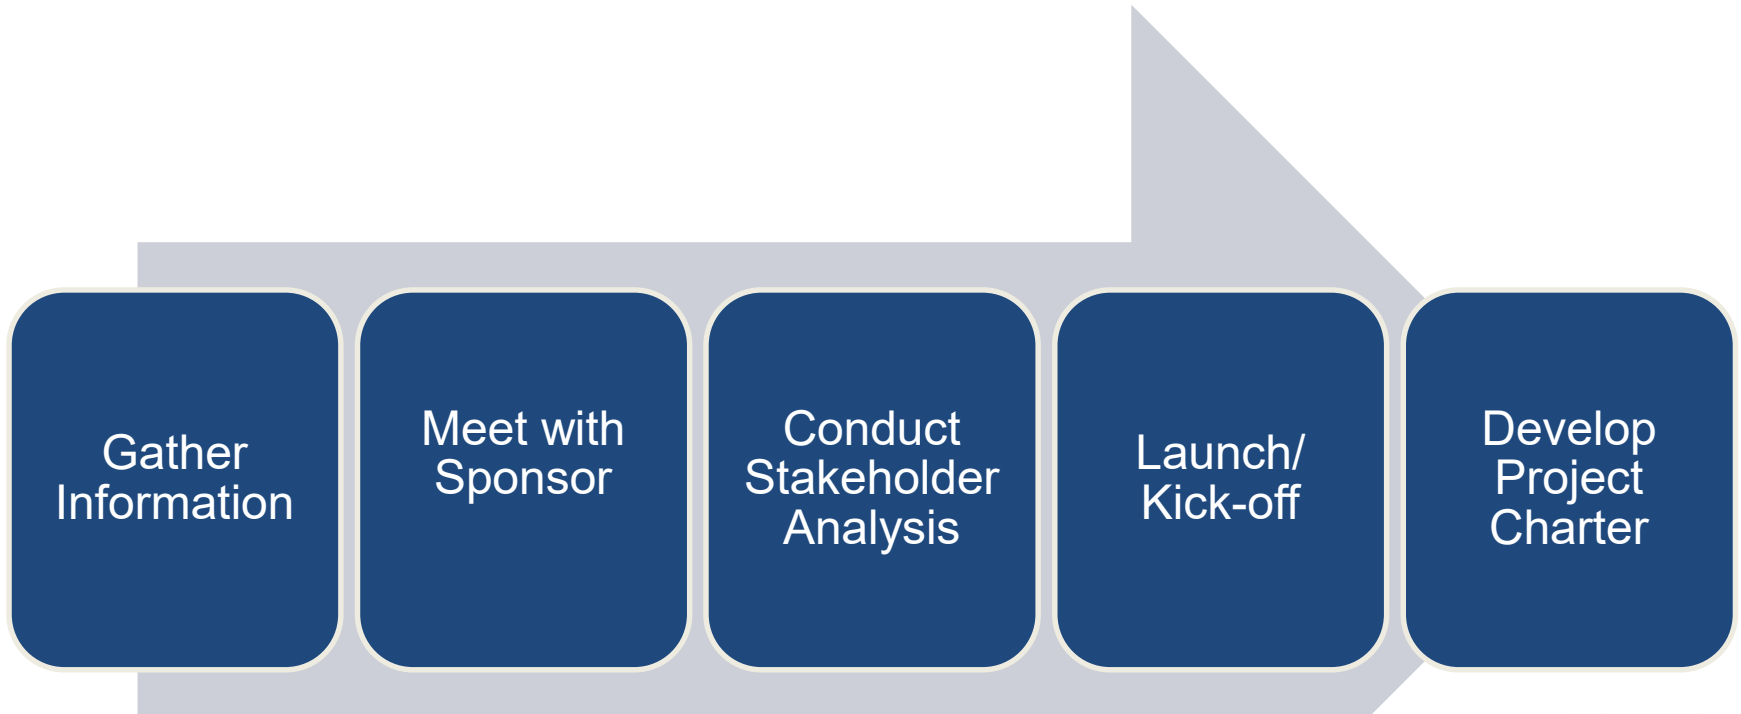 Gather
Information
Meet with
Sponsor
Conduct
Stakeholder
Analysis
Launch/
Kick-off
Develop
Project
Charter